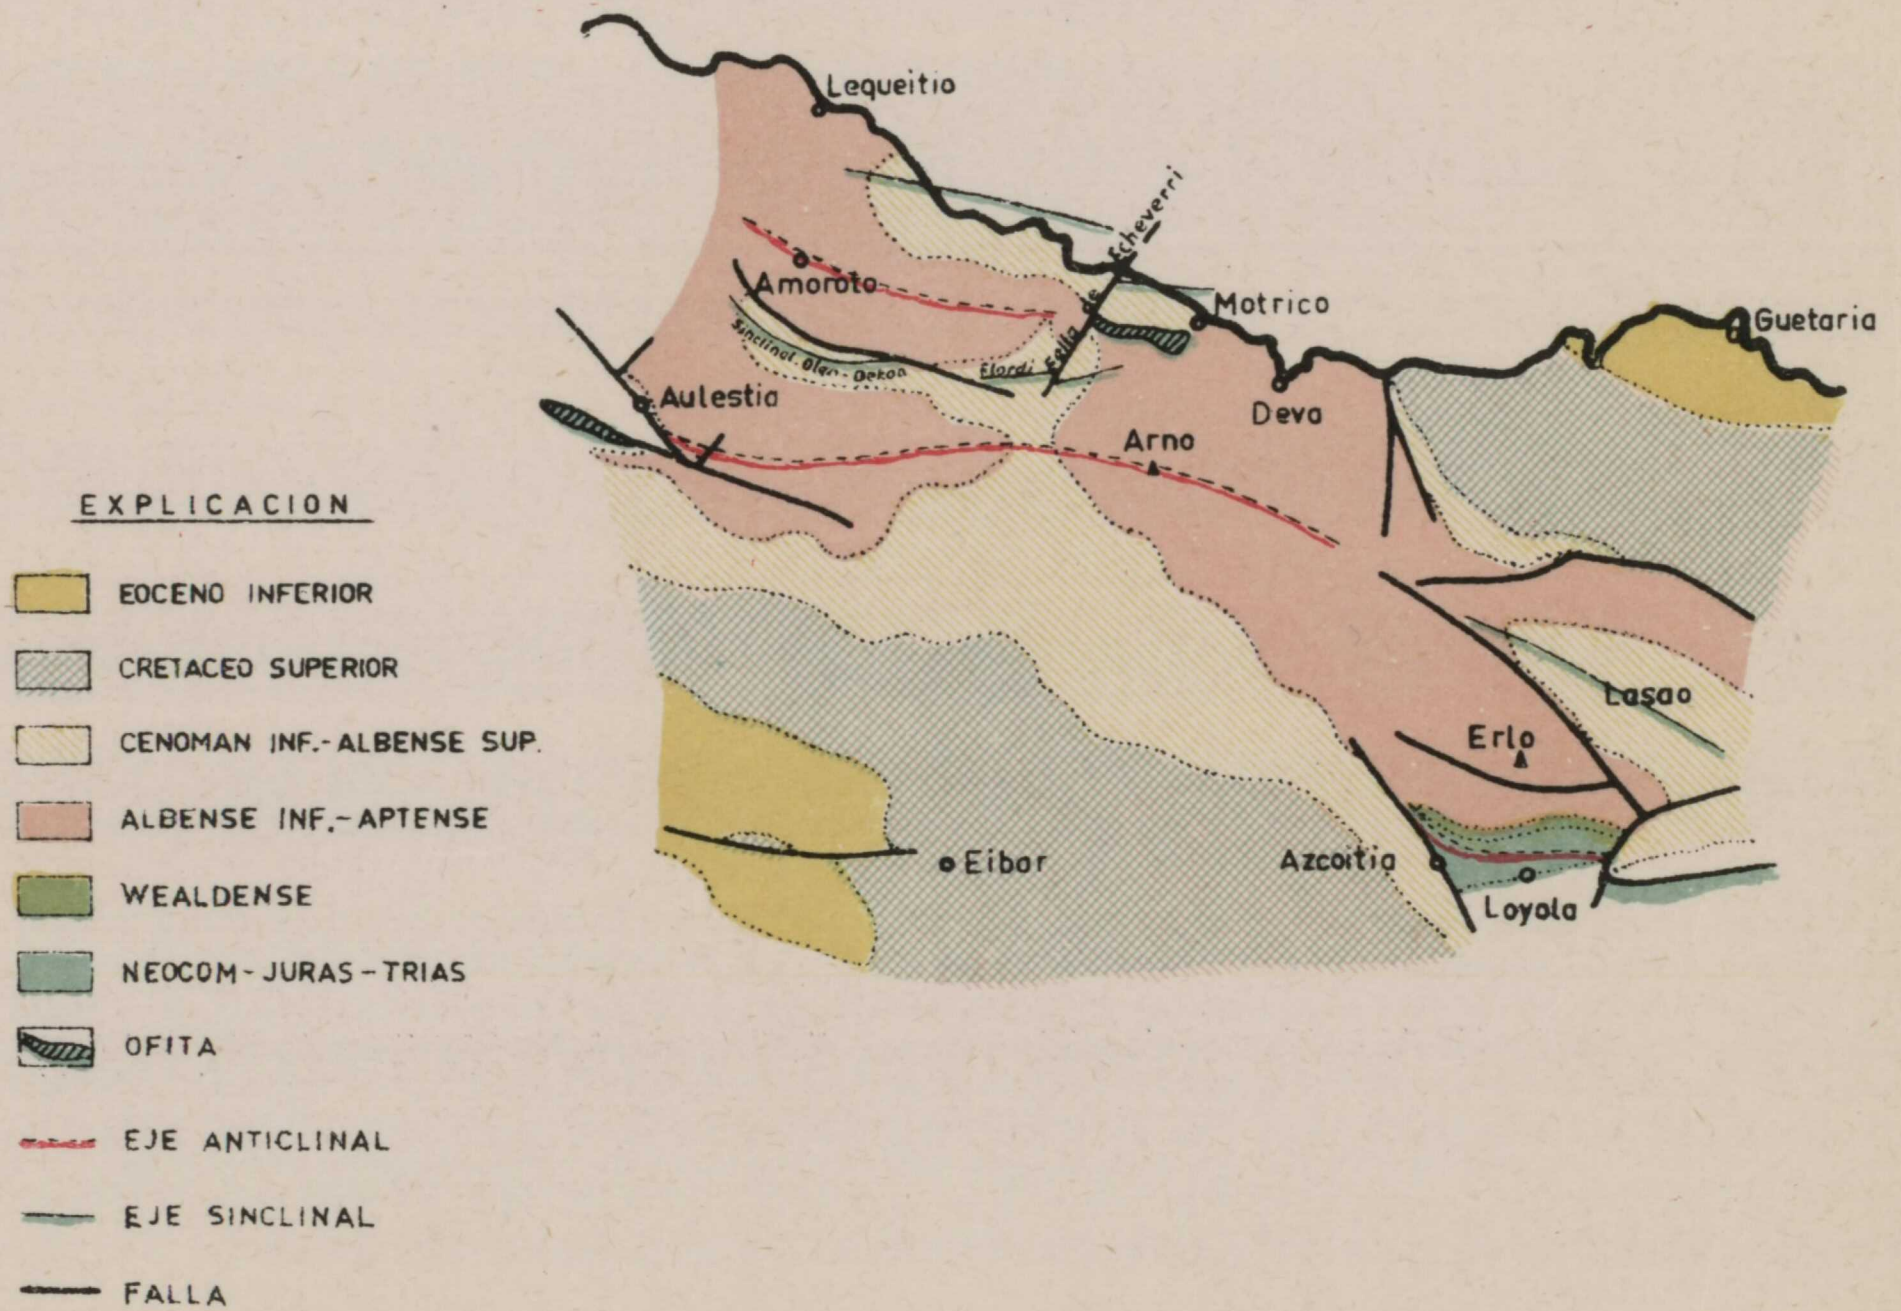 Lequeitio
Falla de Echeverri
Amoroto
Motrico
Guetaria
Sinclinal-Olen-Dekoa
Elordi
Aulestia
Deva
Arno
EXPLICACION
EOCENO INFERIOR
CRETACEO SUPERIOR
CENOMAN INF.-ALBENSE SUP.
ALBENSE INF.-APTENSE
WEALDENSE
NEOCOM-JURAS-TRIAS
OFITA
EJE ANTICLINAL
EJE SINCLINAL
FALLA
Lasao
Erlo
Eibar
Azcoitia
Loyola